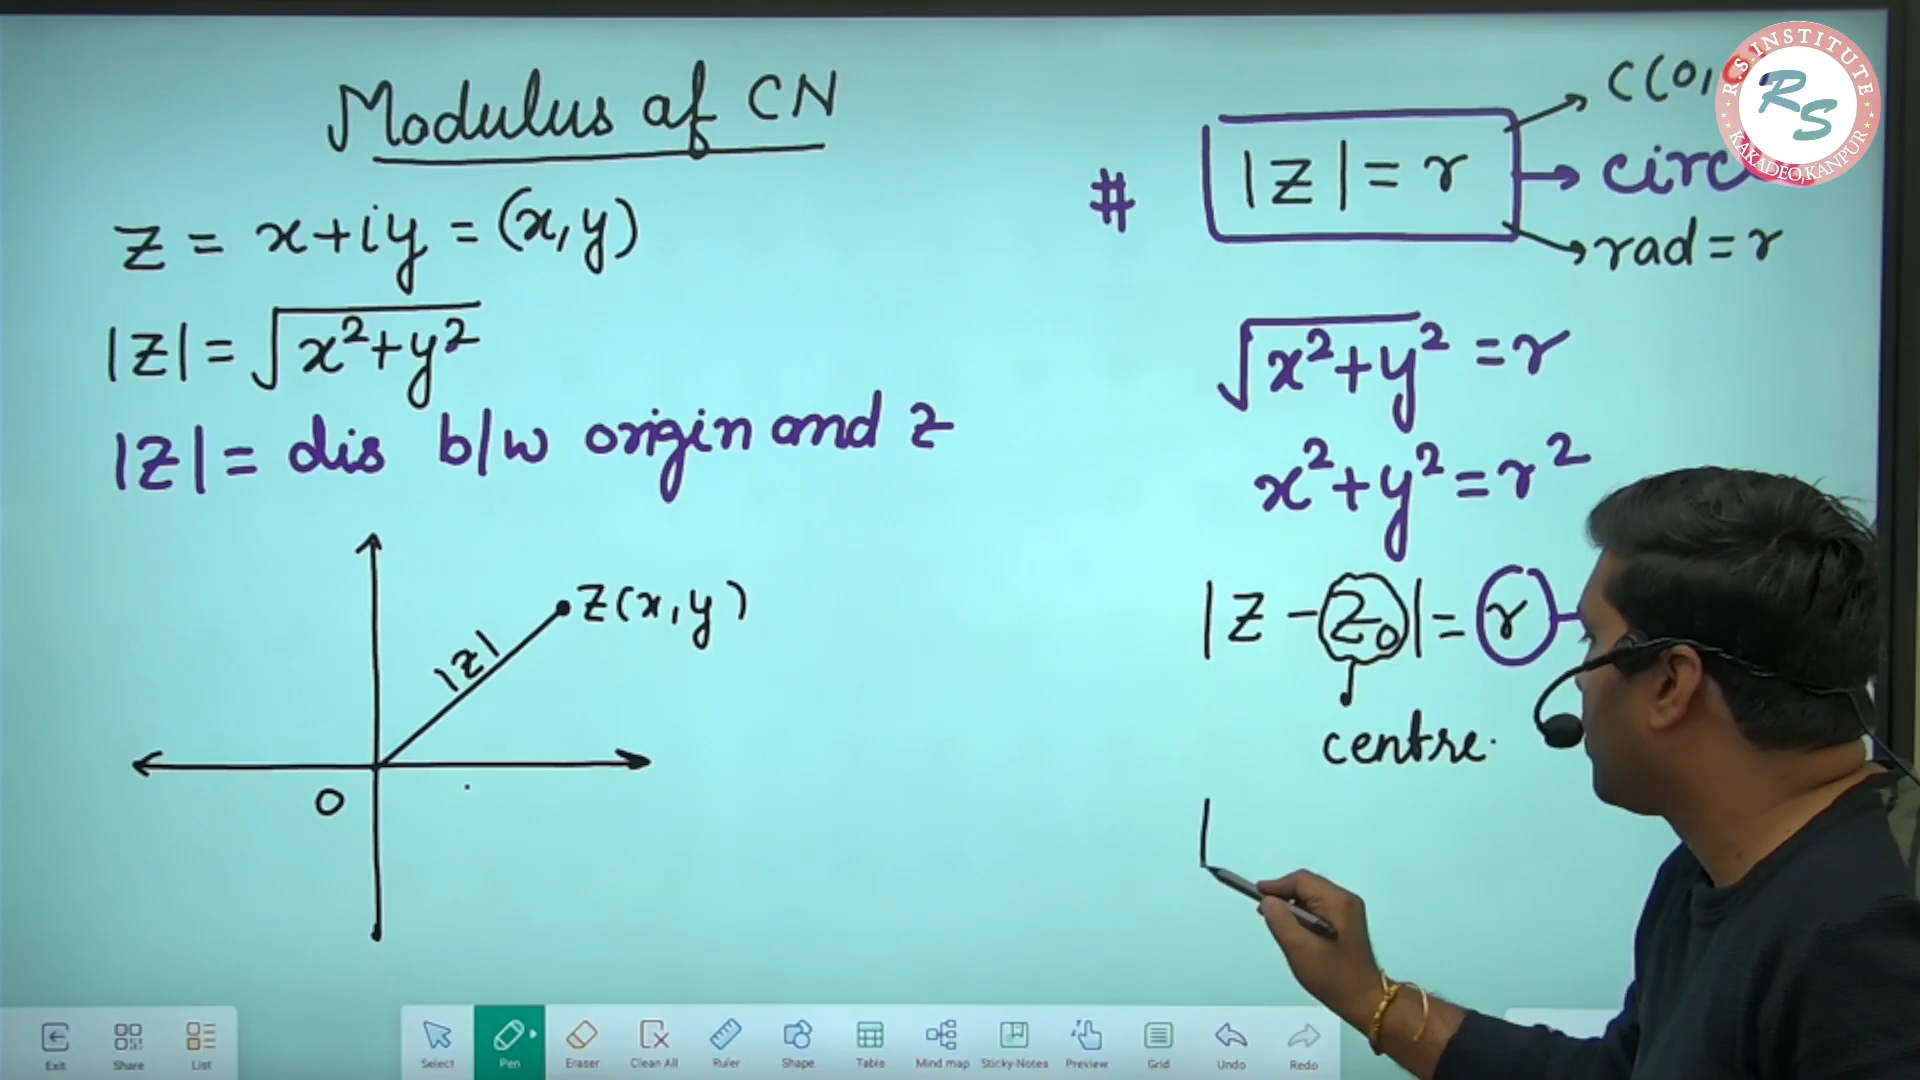 Modulus of CN
z = x+iy = (x,y)
|z| = √x²+y²
|z| = dis b/w origin and z
z(x,y)
|z|
O
# |z| = r
C(0,
circ
rad = r
√x²+y² ² = r
x²+y² = r²
|z - z₀| = r
centre.
R.S. INSTITUTE
RS
KAKADEO, KANPUR
Exit Share List Select Pen Eraser Clean All Ruler Shape Table Mind map Sticky-Notes Preview Grid Undo Redo